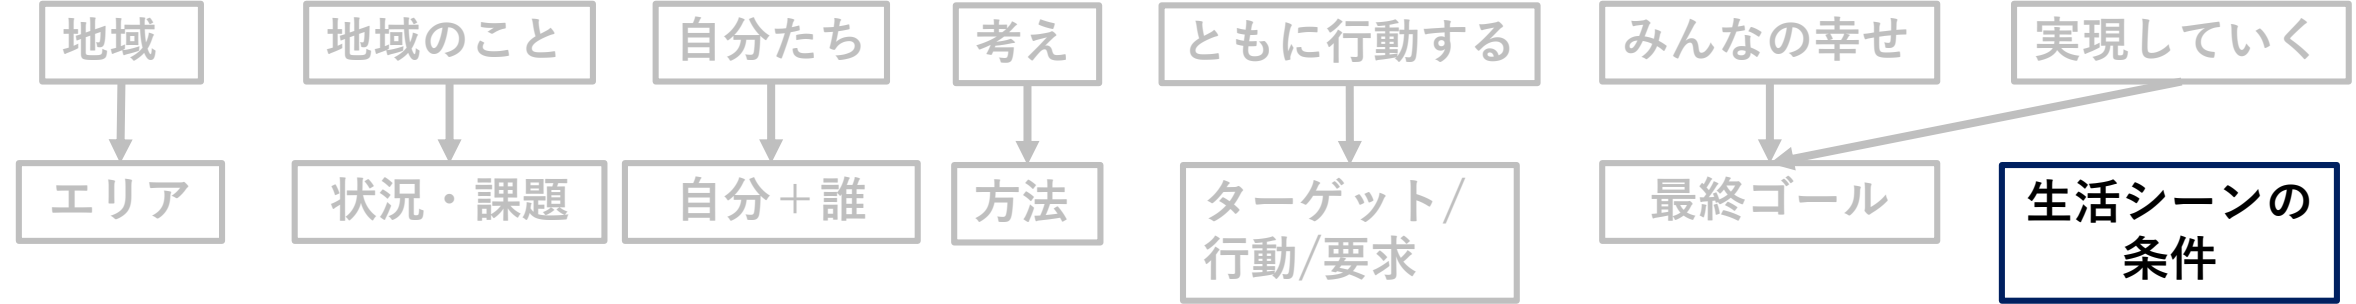 地域
地域のこと
自分たち
考え
ともに行動する
みんなの幸せ
実現していく
エリア
状況・課題
自分＋誰
方法
ターゲット/
行動/要求
最終ゴール
生活シーンの
条件